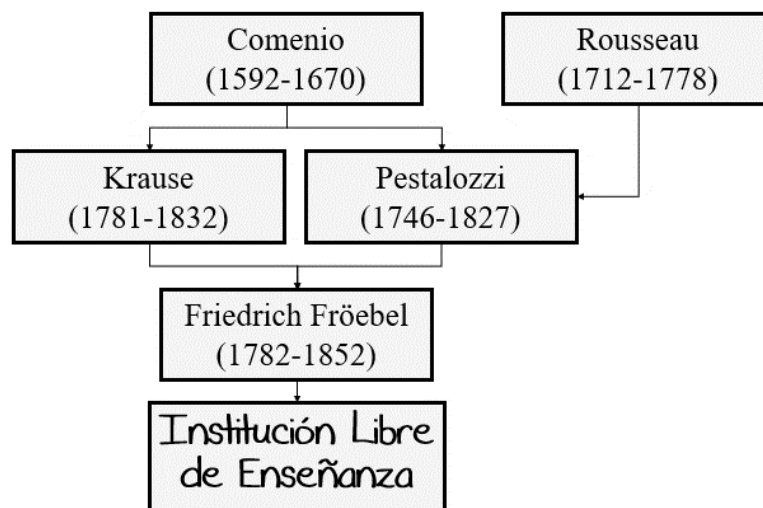 Comenio
(1592-1670)
Rousseau
(1712-1778)
Krause
(1781-1832)
Pestalozzi
(1746-1827)
Friedrich Fröebel
(1782-1852)
Institución Libre
de Enseñanza